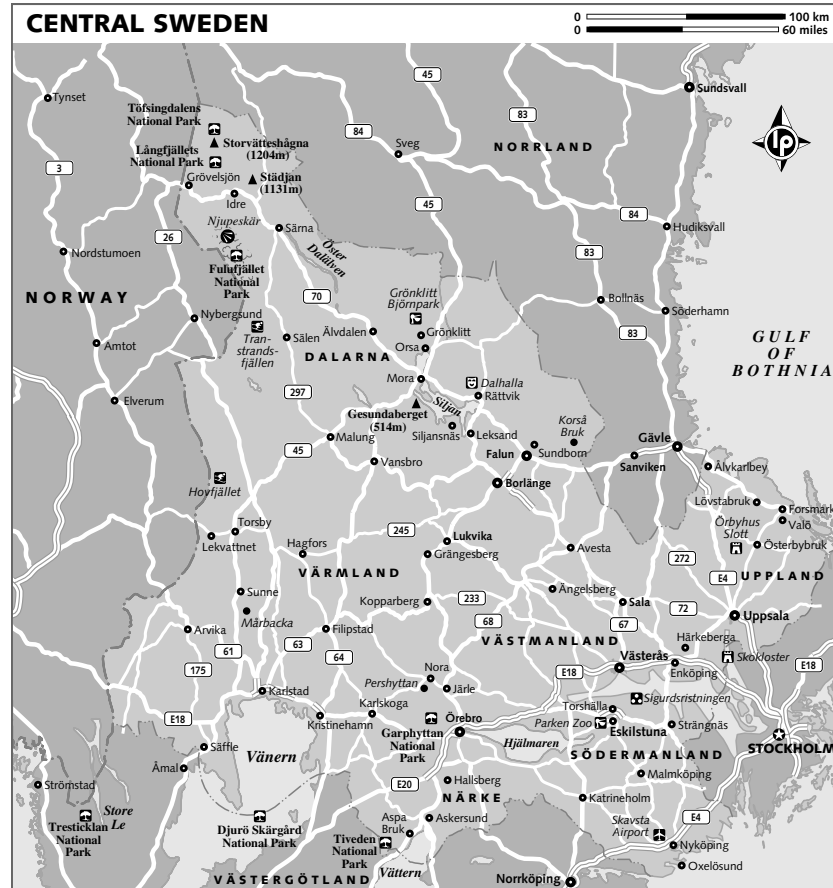 CENTRAL SWEDEN
0 100 km
0 60 miles
45
Tynset
Sundsvall
Töfsingdalens
National Park
83
lp
Storvätteshågna
(1204m)
84
Sveg
NORRLAND
Långfjällets
National Park
3
Grövelsjön
Städjan
(1131m)
Idre
45
84
Njupeskär
Särna
Hudiksvall
26
Öster
Dalälven
83
Nordstumoen
Fulufjället
National
Park
70
Grönklitt
Björnpark
NORWAY
Nybergsund
Bollnäs
Söderhamn
Tran-
strands-
fjällen
Sälen
Älvdalen
Grönklitt
83
GULF
OF
BOTHNIA
Amtot
Orsa
DALARNA
Mora
Dalhalla
Rättvik
Elverum
297
Siljan
Gesundaberget
(514m)
Korså
Bruk
Siljansnäs
Leksand
Gävle
Malung
45
Falun
Sundborn
Sanviken
Vansbro
Älvkarlbey
Hovfjället
Borlänge
Lövstabruk
Forsmark
Valö
Örbyhus
Slott
Torsby
245
Lukvika
Lekvattnet
Hagfors
Grängesberg
Avesta
Österbybruk
272
VÄRMLAND
E4
UPPLAND
Sunne
Ängelsberg
Mårbacka
Kopparberg
233
Sala
72
68
Uppsala
Arvika
Filipstad
67
61
63
64
VÄSTMANLAND
Härkeberga
175
Nora
Västerås
Skokloster
E18
E18
Enköping
Pershyttan
Järle
Karlstad
Sigurdsristningen
Karlskoga
Torshälla
E18
Kristinehamn
Örebro
Parken Zoo
Strängnäs
Garphyttan
National
Park
Eskilstuna
Säffle
Hjälmaren
STOCKHOLM
Vänern
SÖDERMANLAND
Åmal
Malmköping
Strömstad
E20
Hallsberg
NÄRKE
Katrineholm
Store
Le
Tresticklan
National
Park
Djurö Skärgård
National Park
Aspa
Bruk
Askersund
Skavsta
Airport
E4
Tiveden
National
Park
Nyköping
Vättern
Oxelösund
VÄSTERGÖTLAND
Norrköping